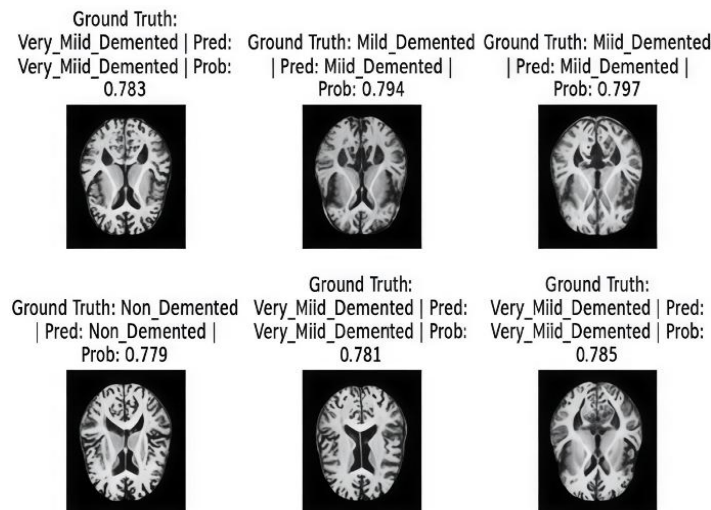 Ground Truth:
Very_Miid_Demented | Pred:
Very_Miid_Demented | Prob:
0.783
Ground Truth: Mild_Demented
| Pred: Miid_Demented |
Prob: 0.794
Ground Truth: Miid_Demented
| Pred: Mild_Demented |
Prob: 0.797
Ground Truth: Non_Demented
| Pred: Non_Demented |
Prob: 0.779
Ground Truth:
Very_Miid_Demented | Pred:
Very_Miid_Demented | Prob:
0.781
Ground Truth:
Very_Miid_Demented | Pred:
Very_Miid_Demented | Prob:
0.785